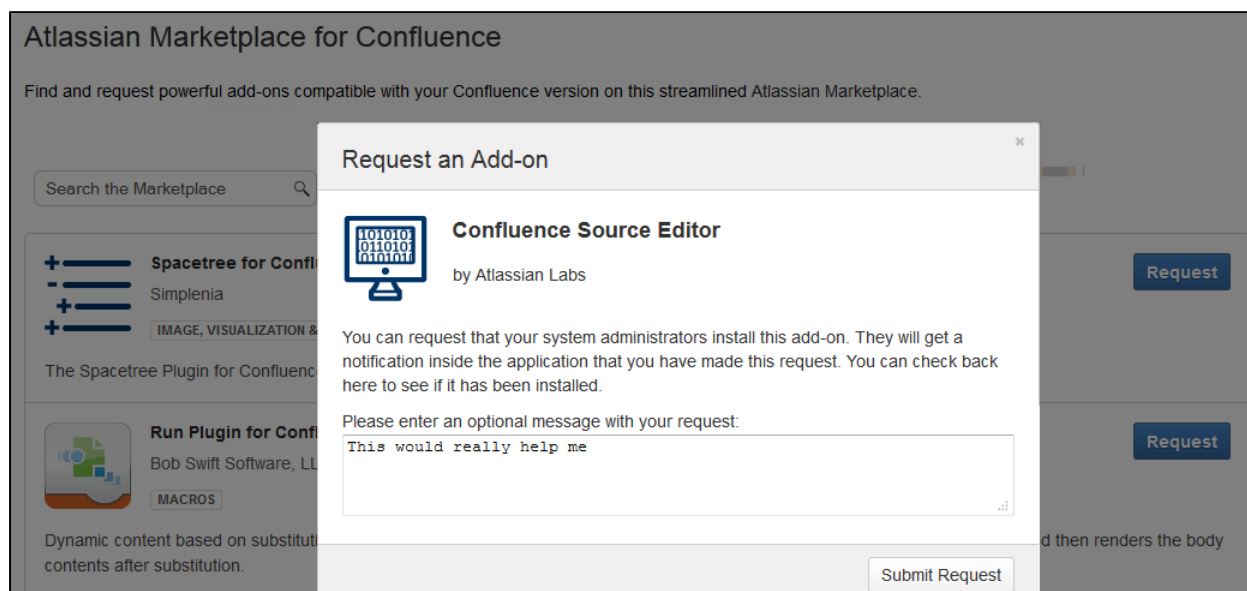 Atlassian Marketplace for Confluence
Find and request powerful add-ons compatible with your Confluence version on this streamlined Atlassian Marketplace.
Request an Add-on
×
Search the Marketplace
1010101
0110101
0101010
Confluence Source Editor
by Atlassian Labs
Spacetree for Confl
Simplenia
IMAGE, VISUALIZATION &
Request
You can request that your system administrators install this add-on. They will get a
notification inside the application that you have made this request. You can check back
here to see if it has been installed.
The Spacetree Plugin for Confluenc
Please enter an optional message with your request:
This would really help me
Run Plugin for Confl
Bob Swift Software, LL
MACROS
Request
Dynamic content based on substituti
d then renders the body
contents after substitution.
Submit Request